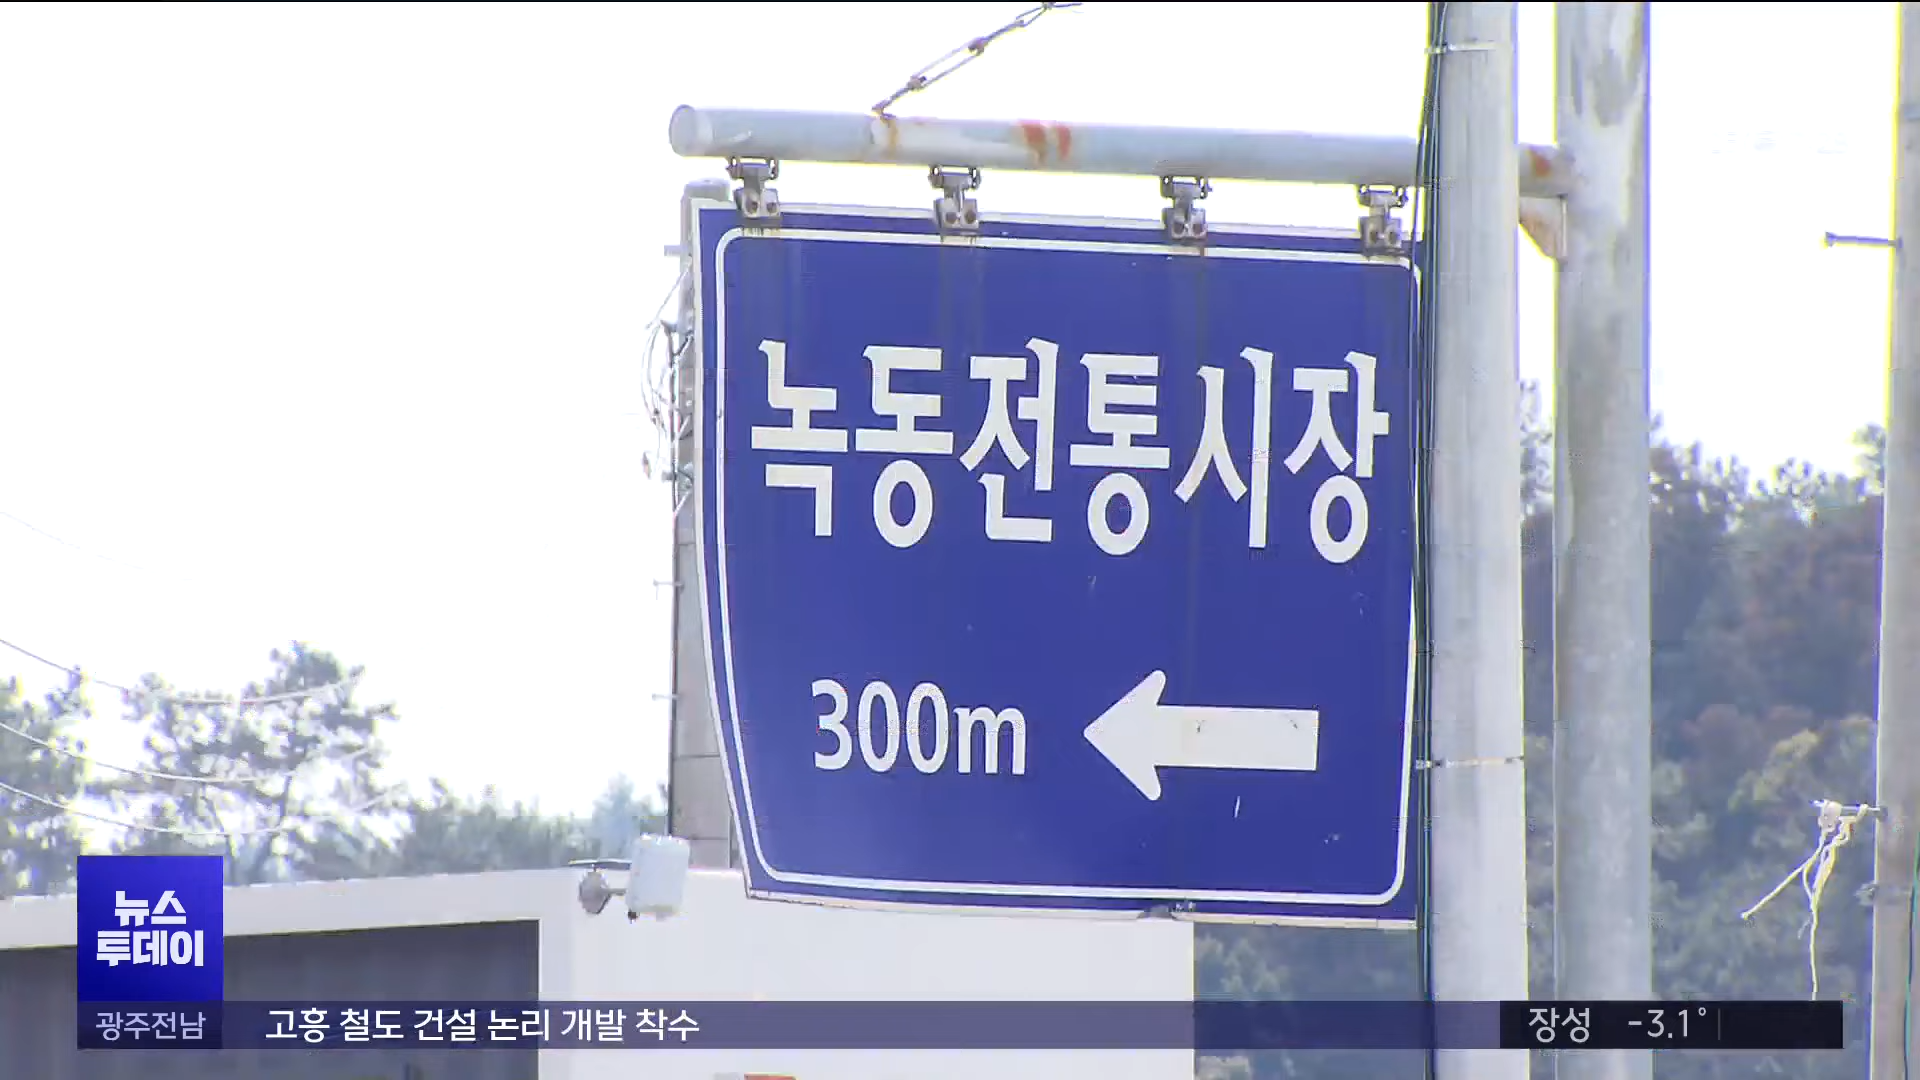 녹동전통시장
300m
뉴스
투데이
광주전남
고흥 철도 건설 논리 개발 착수
장성 -3.1°